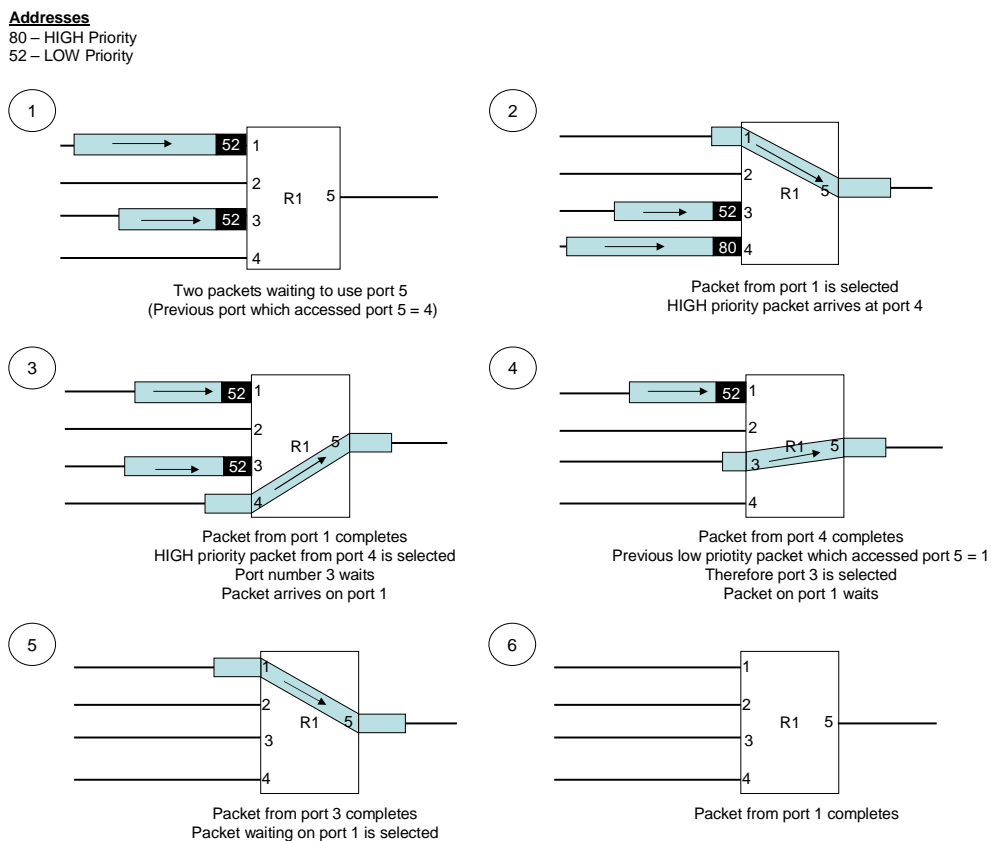 Addresses
80 – HIGH Priority
52 – LOW Priority
1
52
1
2
52
3
4
R1
5
Two packets waiting to use port 5
(Previous port which accessed port 5 = 4)
2
1
2
52
3
80
4
R1
5
Packet from port 1 is selected
HIGH priority packet arrives at port 4
3
52
1
2
52
3
4
R1
5
Packet from port 1 completes
HIGH priority packet from port 4 is selected
Port number 3 waits
Packet arrives on port 1
4
52
1
2
3
4
R1
5
Packet from port 4 completes
Previous low priotity packet which accessed port 5 = 1
Therefore port 3 is selected
Packet on port 1 waits
5
1
2
3
4
R1
5
Packet from port 3 completes
Packet waiting on port 1 is selected
6
1
2
3
4
R1
5
Packet from port 1 completes